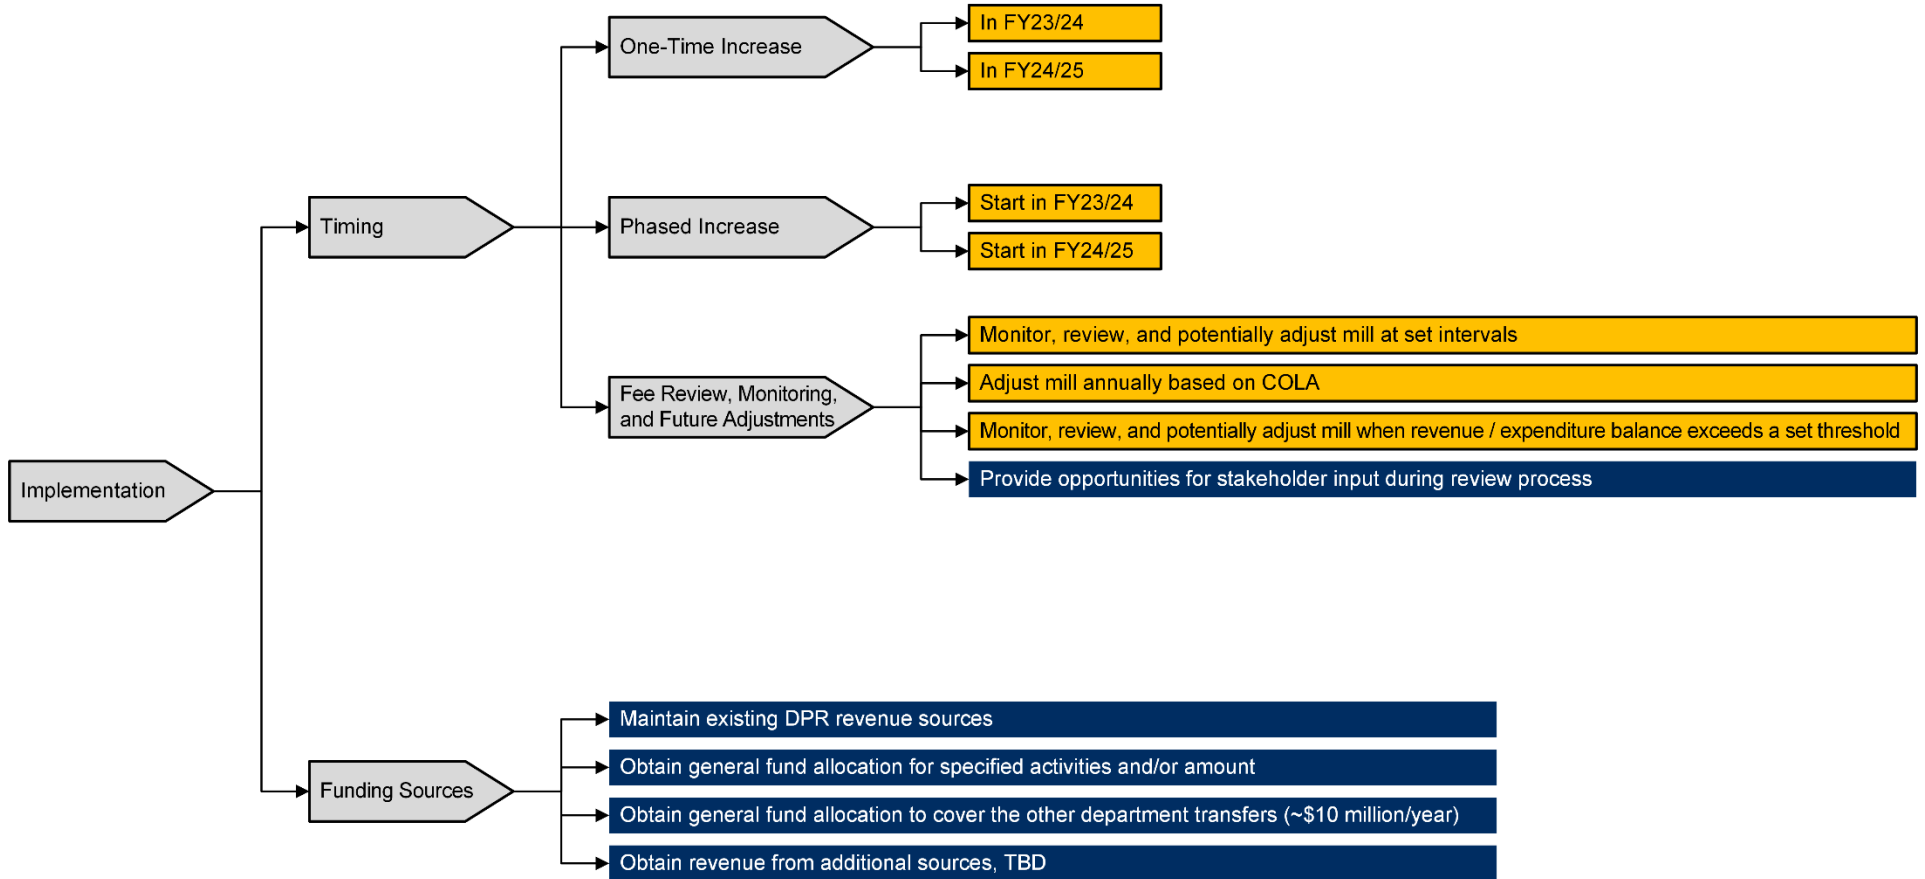 Implementation
Timing
One-Time Increase
In FY23/24
In FY24/25
Phased Increase
Start in FY23/24
Start in FY24/25
Fee Review, Monitoring,
and Future Adjustments
Monitor, review, and potentially adjust mill at set intervals
Adjust mill annually based on COLA
Monitor, review, and potentially adjust mill when revenue / expenditure balance exceeds a set threshold
Provide opportunities for stakeholder input during review process
Funding Sources
Maintain existing DPR revenue sources
Obtain general fund allocation for specified activities and/or amount
Obtain general fund allocation to cover the other department transfers (~$10 million/year)
Obtain revenue from additional sources, TBD